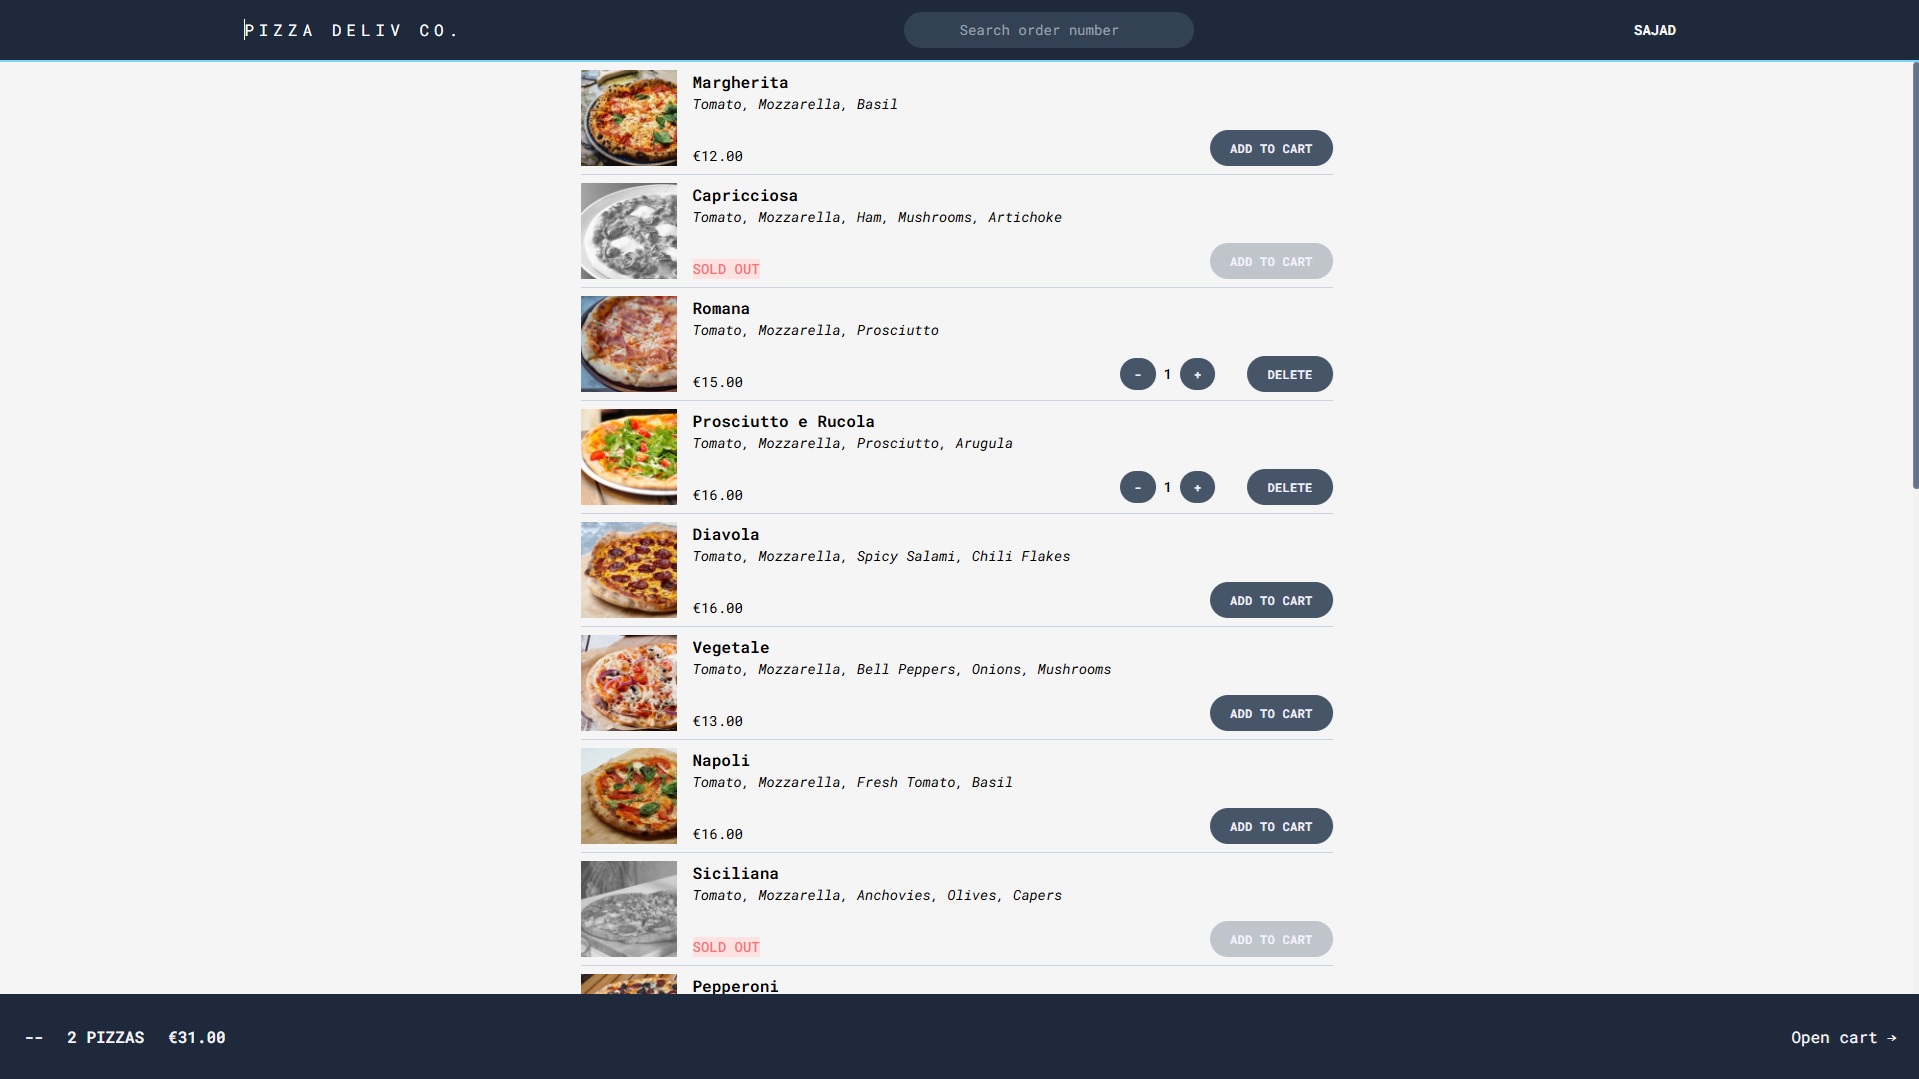 PIZZA DELIV CO.
Search order number
SAJAD
Margherita
Tomato, Mozzarella, Basil
€12.00
ADD TO CART
Capricciosa
Tomato, Mozzarella, Ham, Mushrooms, Artichoke
SOLD OUT
ADD TO CART
Romana
Tomato, Mozzarella, Prosciutto
€15.00
- 1 +
DELETE
Prosciutto e Rucola
Tomato, Mozzarella, Prosciutto, Arugula
€16.00
- 1 +
DELETE
Diavola
Tomato, Mozzarella, Spicy Salami, Chili Flakes
€16.00
ADD TO CART
Vegetale
Tomato, Mozzarella, Bell Peppers, Onions, Mushrooms
€13.00
ADD TO CART
Napoli
Tomato, Mozzarella, Fresh Tomato, Basil
€16.00
ADD TO CART
Siciliana
Tomato, Mozzarella, Anchovies, Olives, Capers
SOLD OUT
ADD TO CART
Pepperoni
-- 2 PIZZAS €31.00
Open cart →